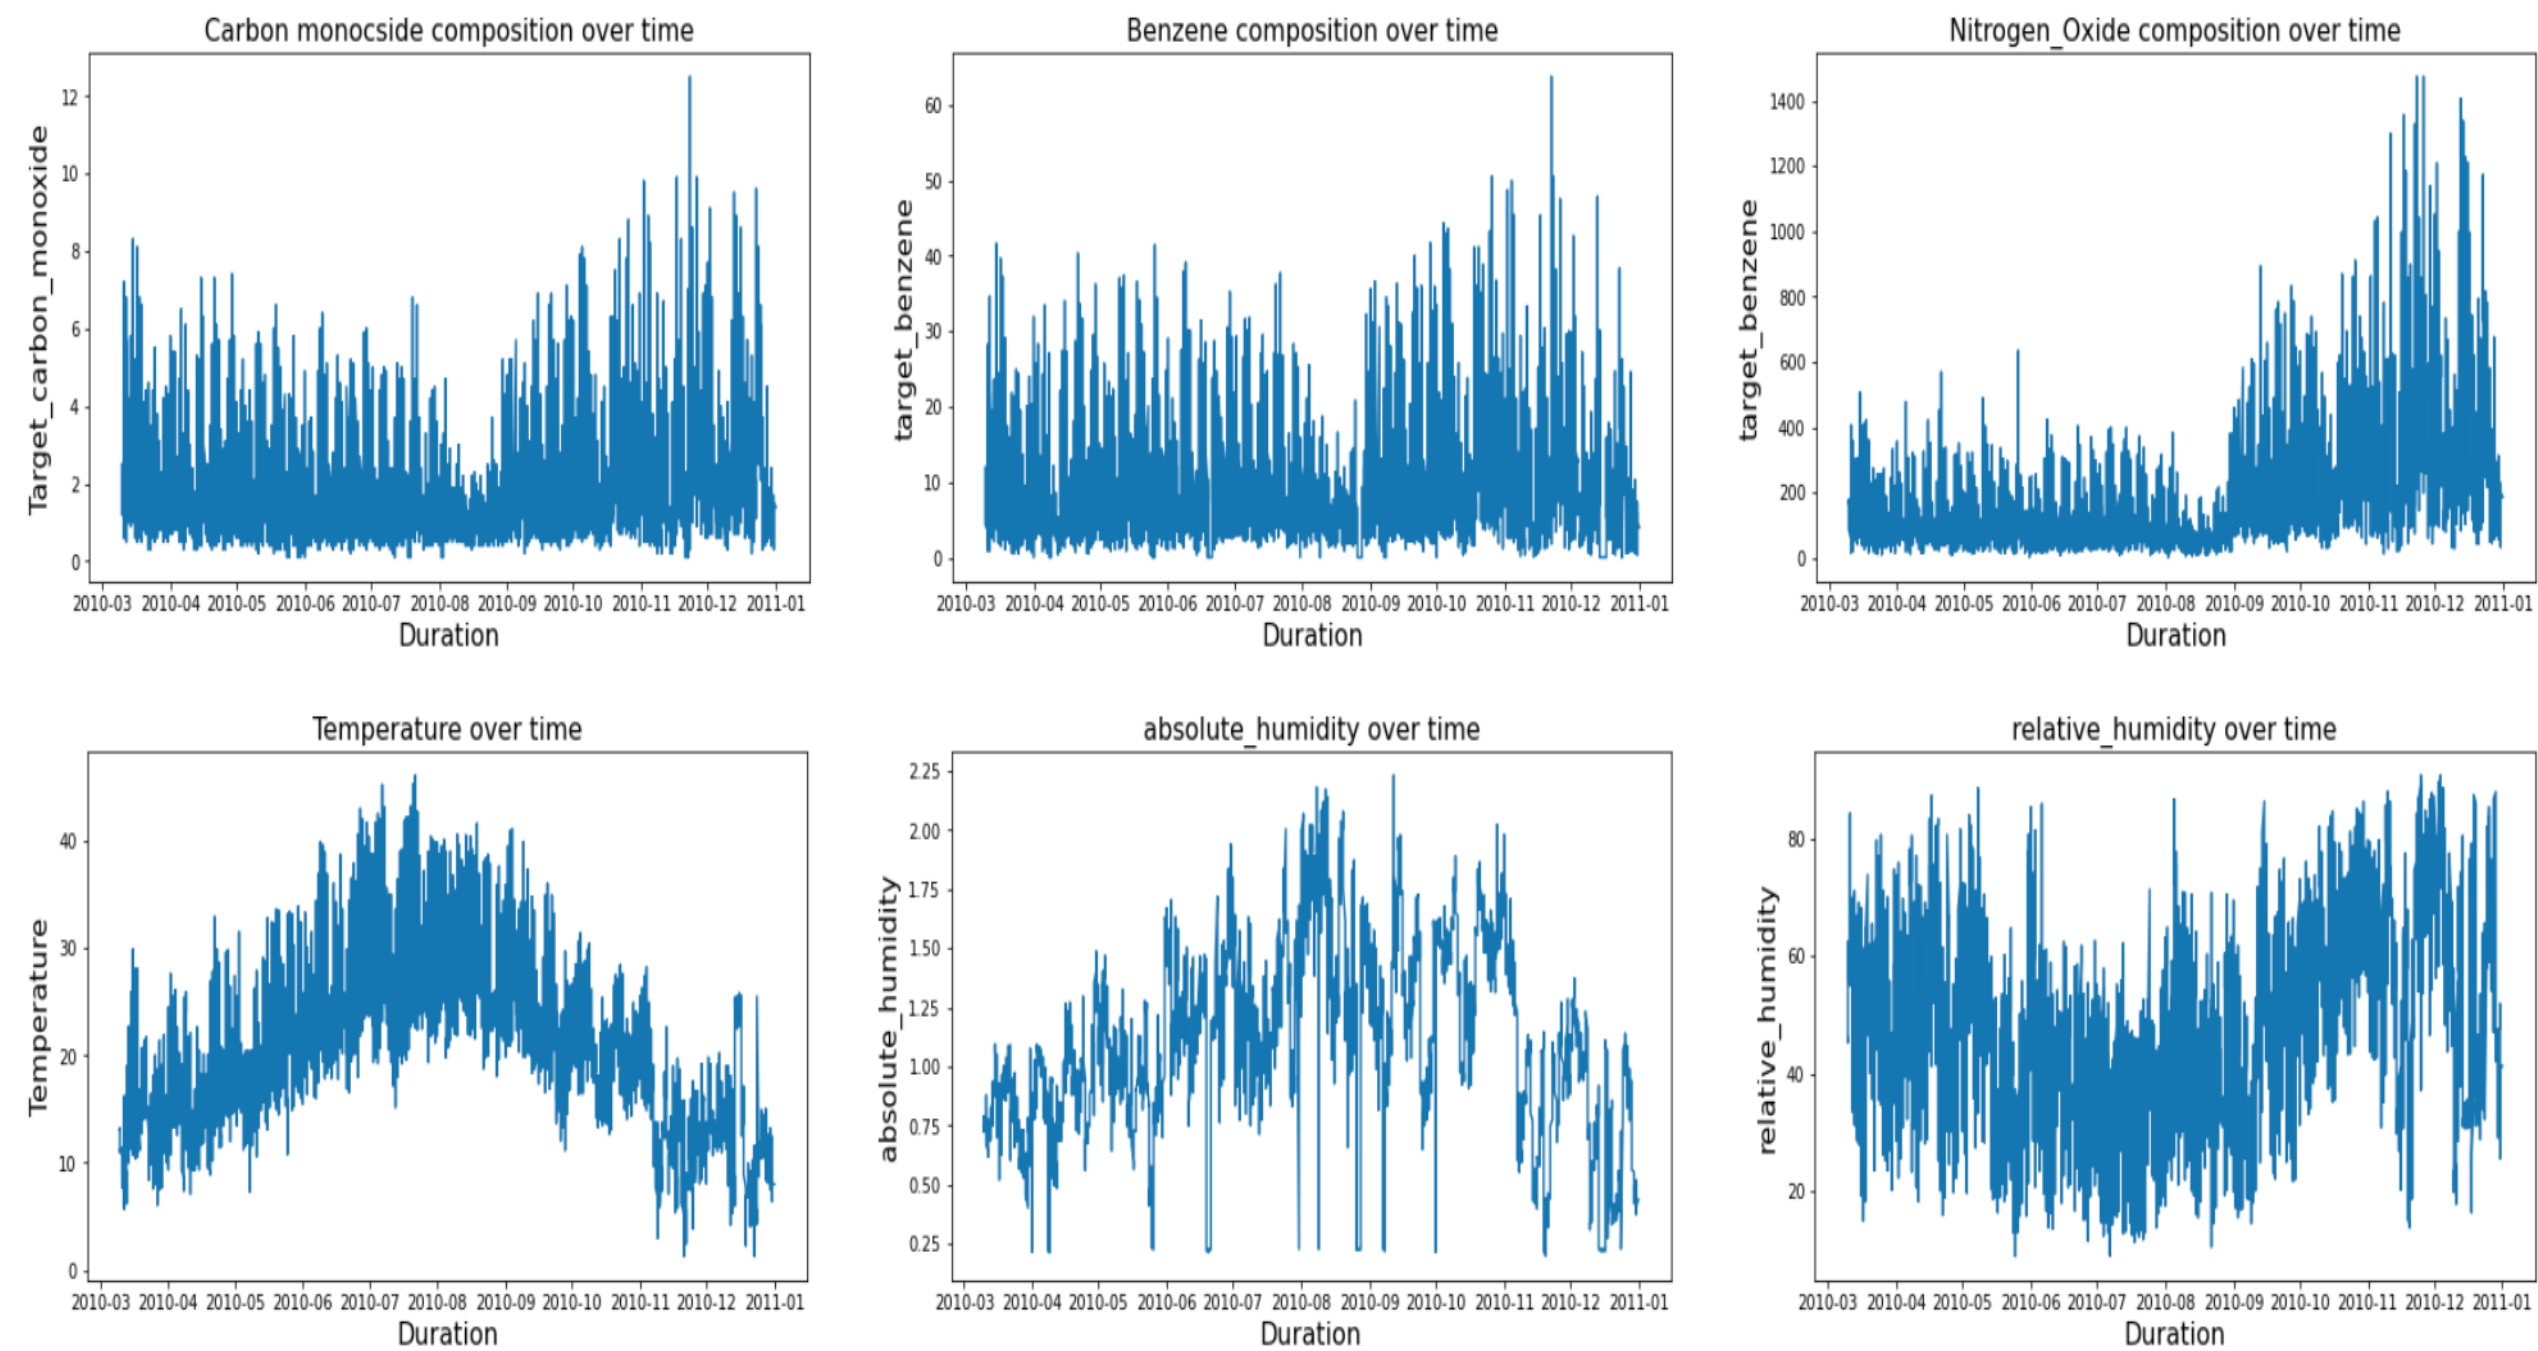 Carbon monocside composition over time
Target_carbon_monoxide
12
10
8
6
4
2
0
2010-03 2010-04 2010-05 2010-06 2010-07 2010-08 2010-09 2010-10 2010-11 2010-12 2011-01
Duration
Benzene composition over time
target_benzene
60
50
40
30
20
10
0
2010-03 2010-04 2010-05 2010-06 2010-07 2010-08 2010-09 2010-10 2010-11 2010-12 2011-01
Duration
Nitrogen_Oxide composition over time
target_benzene
1400
1200
1000
800
600
400
200
0
2010-03 2010-04 2010-05 2010-06 2010-07 2010-08 2010-09 2010-10 2010-11 2010-12 2011-01
Duration
Temperature over time
Temperature
40
30
20
10
0
2010-03 2010-04 2010-05 2010-06 2010-07 2010-08 2010-09 2010-10 2010-11 2010-12 2011-01
Duration
absolute_humidity over time
absolute_humidity
2.25
2.00
1.75
1.50
1.25
1.00
0.75
0.50
0.25
2010-03 2010-04 2010-05 2010-06 2010-07 2010-08 2010-09 2010-10 2010-11 2010-12 2011-01
Duration
relative_humidity over time
relative_humidity
80
60
40
20
2010-03 2010-04 2010-05 2010-06 2010-07 2010-08 2010-09 2010-10 2010-11 2010-12 2011-01
Duration